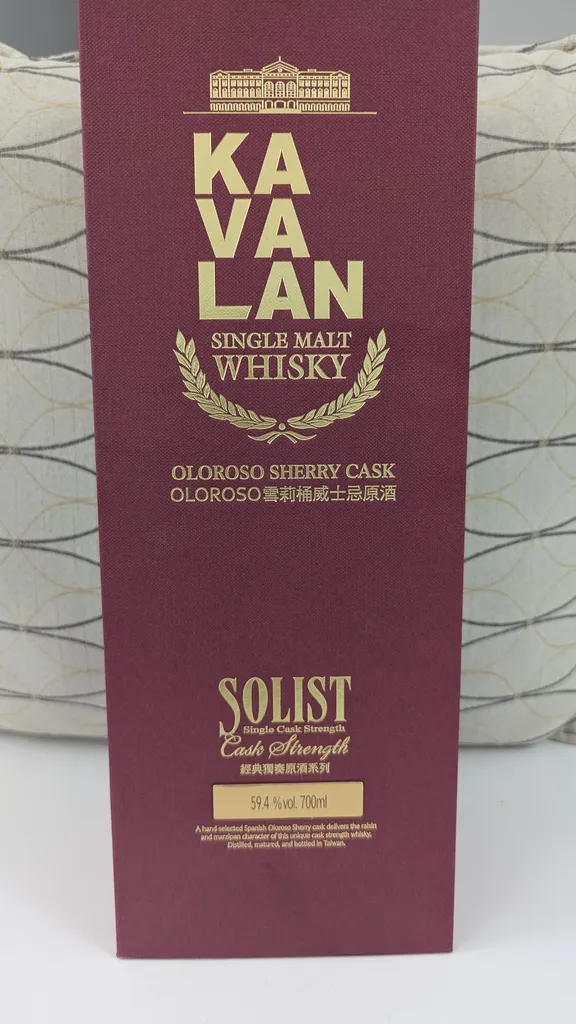 KA
VA
LAN
SINGLE MALT
WHISKY
OLOROSO SHERRY CASK
OLOROSO雪莉桶威士忌原酒
SOLIST
Single Cask Strength
Cask Strength
經典獨奏原酒系列
59.4 %vol. 700ml
A hand-selected Spanish Oloroso Sherry cask delivers the raisin
and marzipan character of this unique cask strength whisky.
Distilled, matured, and bottled in Taiwan.